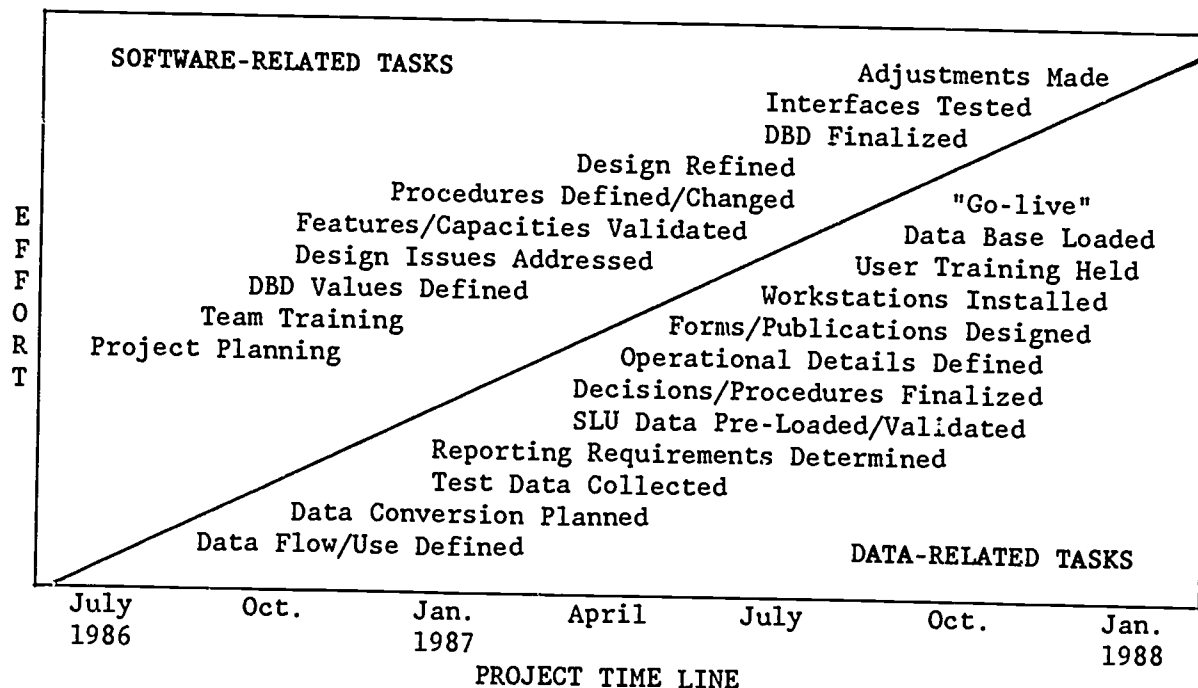 SOFTWARE-RELATED TASKS
Adjustments Made
Interfaces Tested
DBD Finalized
Design Refined
Procedures Defined/Changed
Features/Capacities Validated
Design Issues Addressed
DBD Values Defined
Team Training
Project Planning
EFFORT
"Go-live"
Data Base Loaded
User Training Held
Workstations Installed
Forms/Publications Designed
Operational Details Defined
Decisions/Procedures Finalized
SLU Data Pre-Loaded/Validated
Reporting Requirements Determined
Test Data Collected
Data Conversion Planned
Data Flow/Use Defined
DATA-RELATED TASKS
July Oct. Jan. April July Oct. Jan.
1986 1987 1988
PROJECT TIME LINE